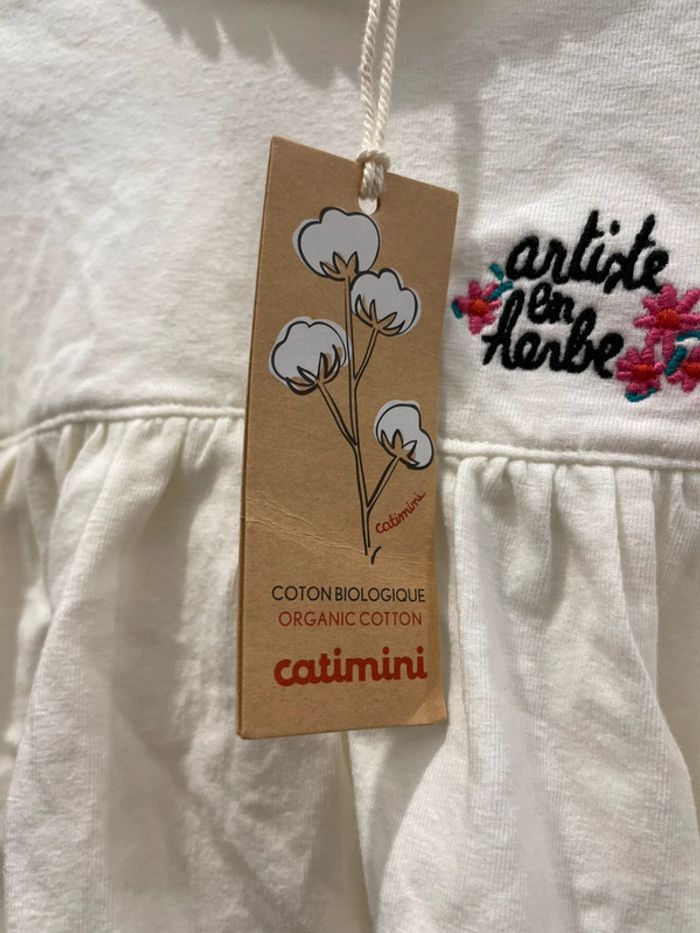 artiste
en
herbe
catimini
COTON BIOLOGIQUE
ORGANIC COTTON
catimini